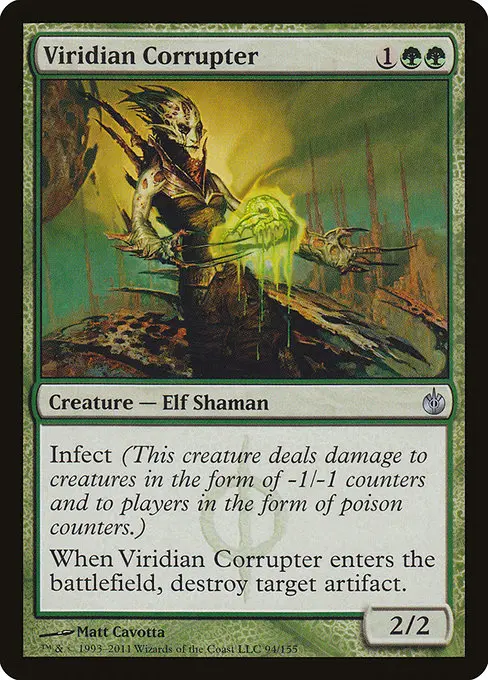 Viridian Corrupter 1
Creature — Elf Shaman
Infect (This creature deals damage to
creatures in the form of -1/-1 counters
and to players in the form of poison
counters.)
When Viridian Corrupter enters the
battlefield, destroy target artifact.
Matt Cavotta
2/2
™ & © 1993–2011 Wizards of the Coast LLC 94/155